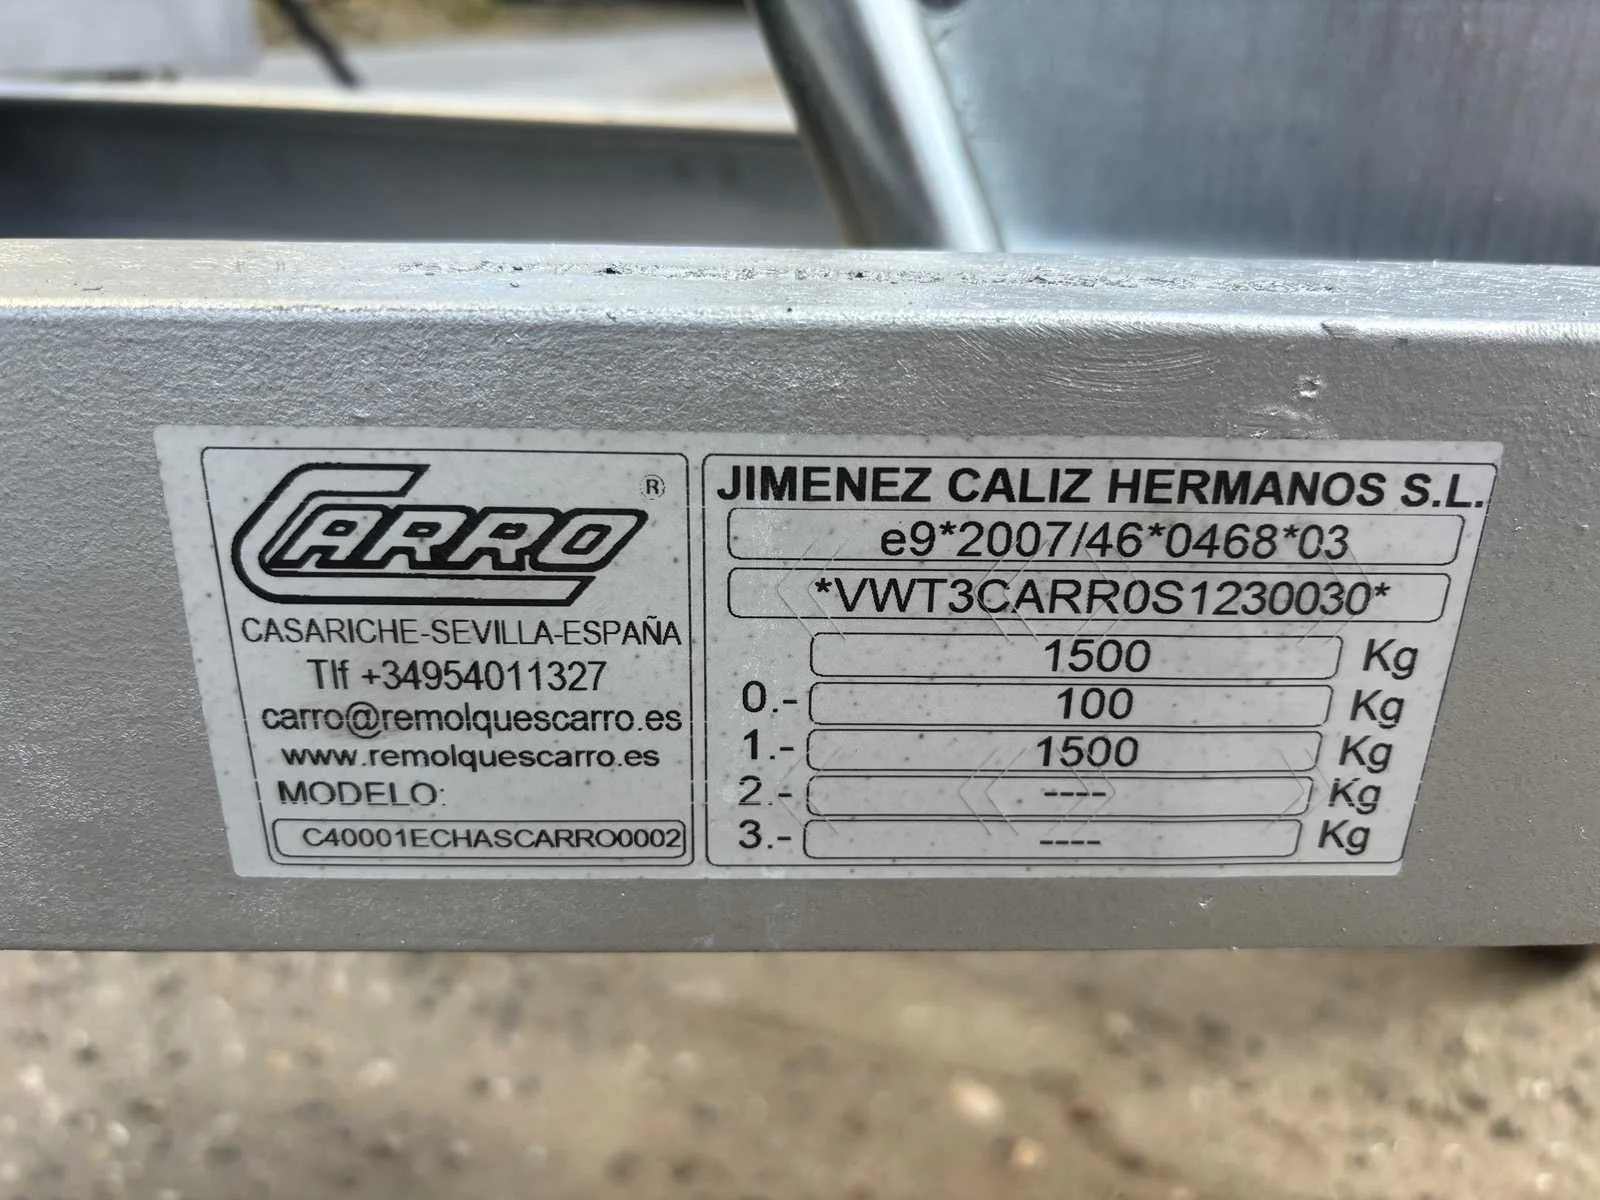 CARRO ®
CASARICHE-SEVILLA-ESPAÑA
Tlf +34954011327
carro@remolquescarro.es
www.remolquescarro.es
MODELO:
C40001ECHASCARRO0002
JIMENEZ CALIZ HERMANOS S.L.
e9*2007/46*0468*03
*VWT3CARR0S1230030*
1500 Kg
0.- 100 Kg
1.- 1500 Kg
2.- ---- Kg
3.- ---- Kg